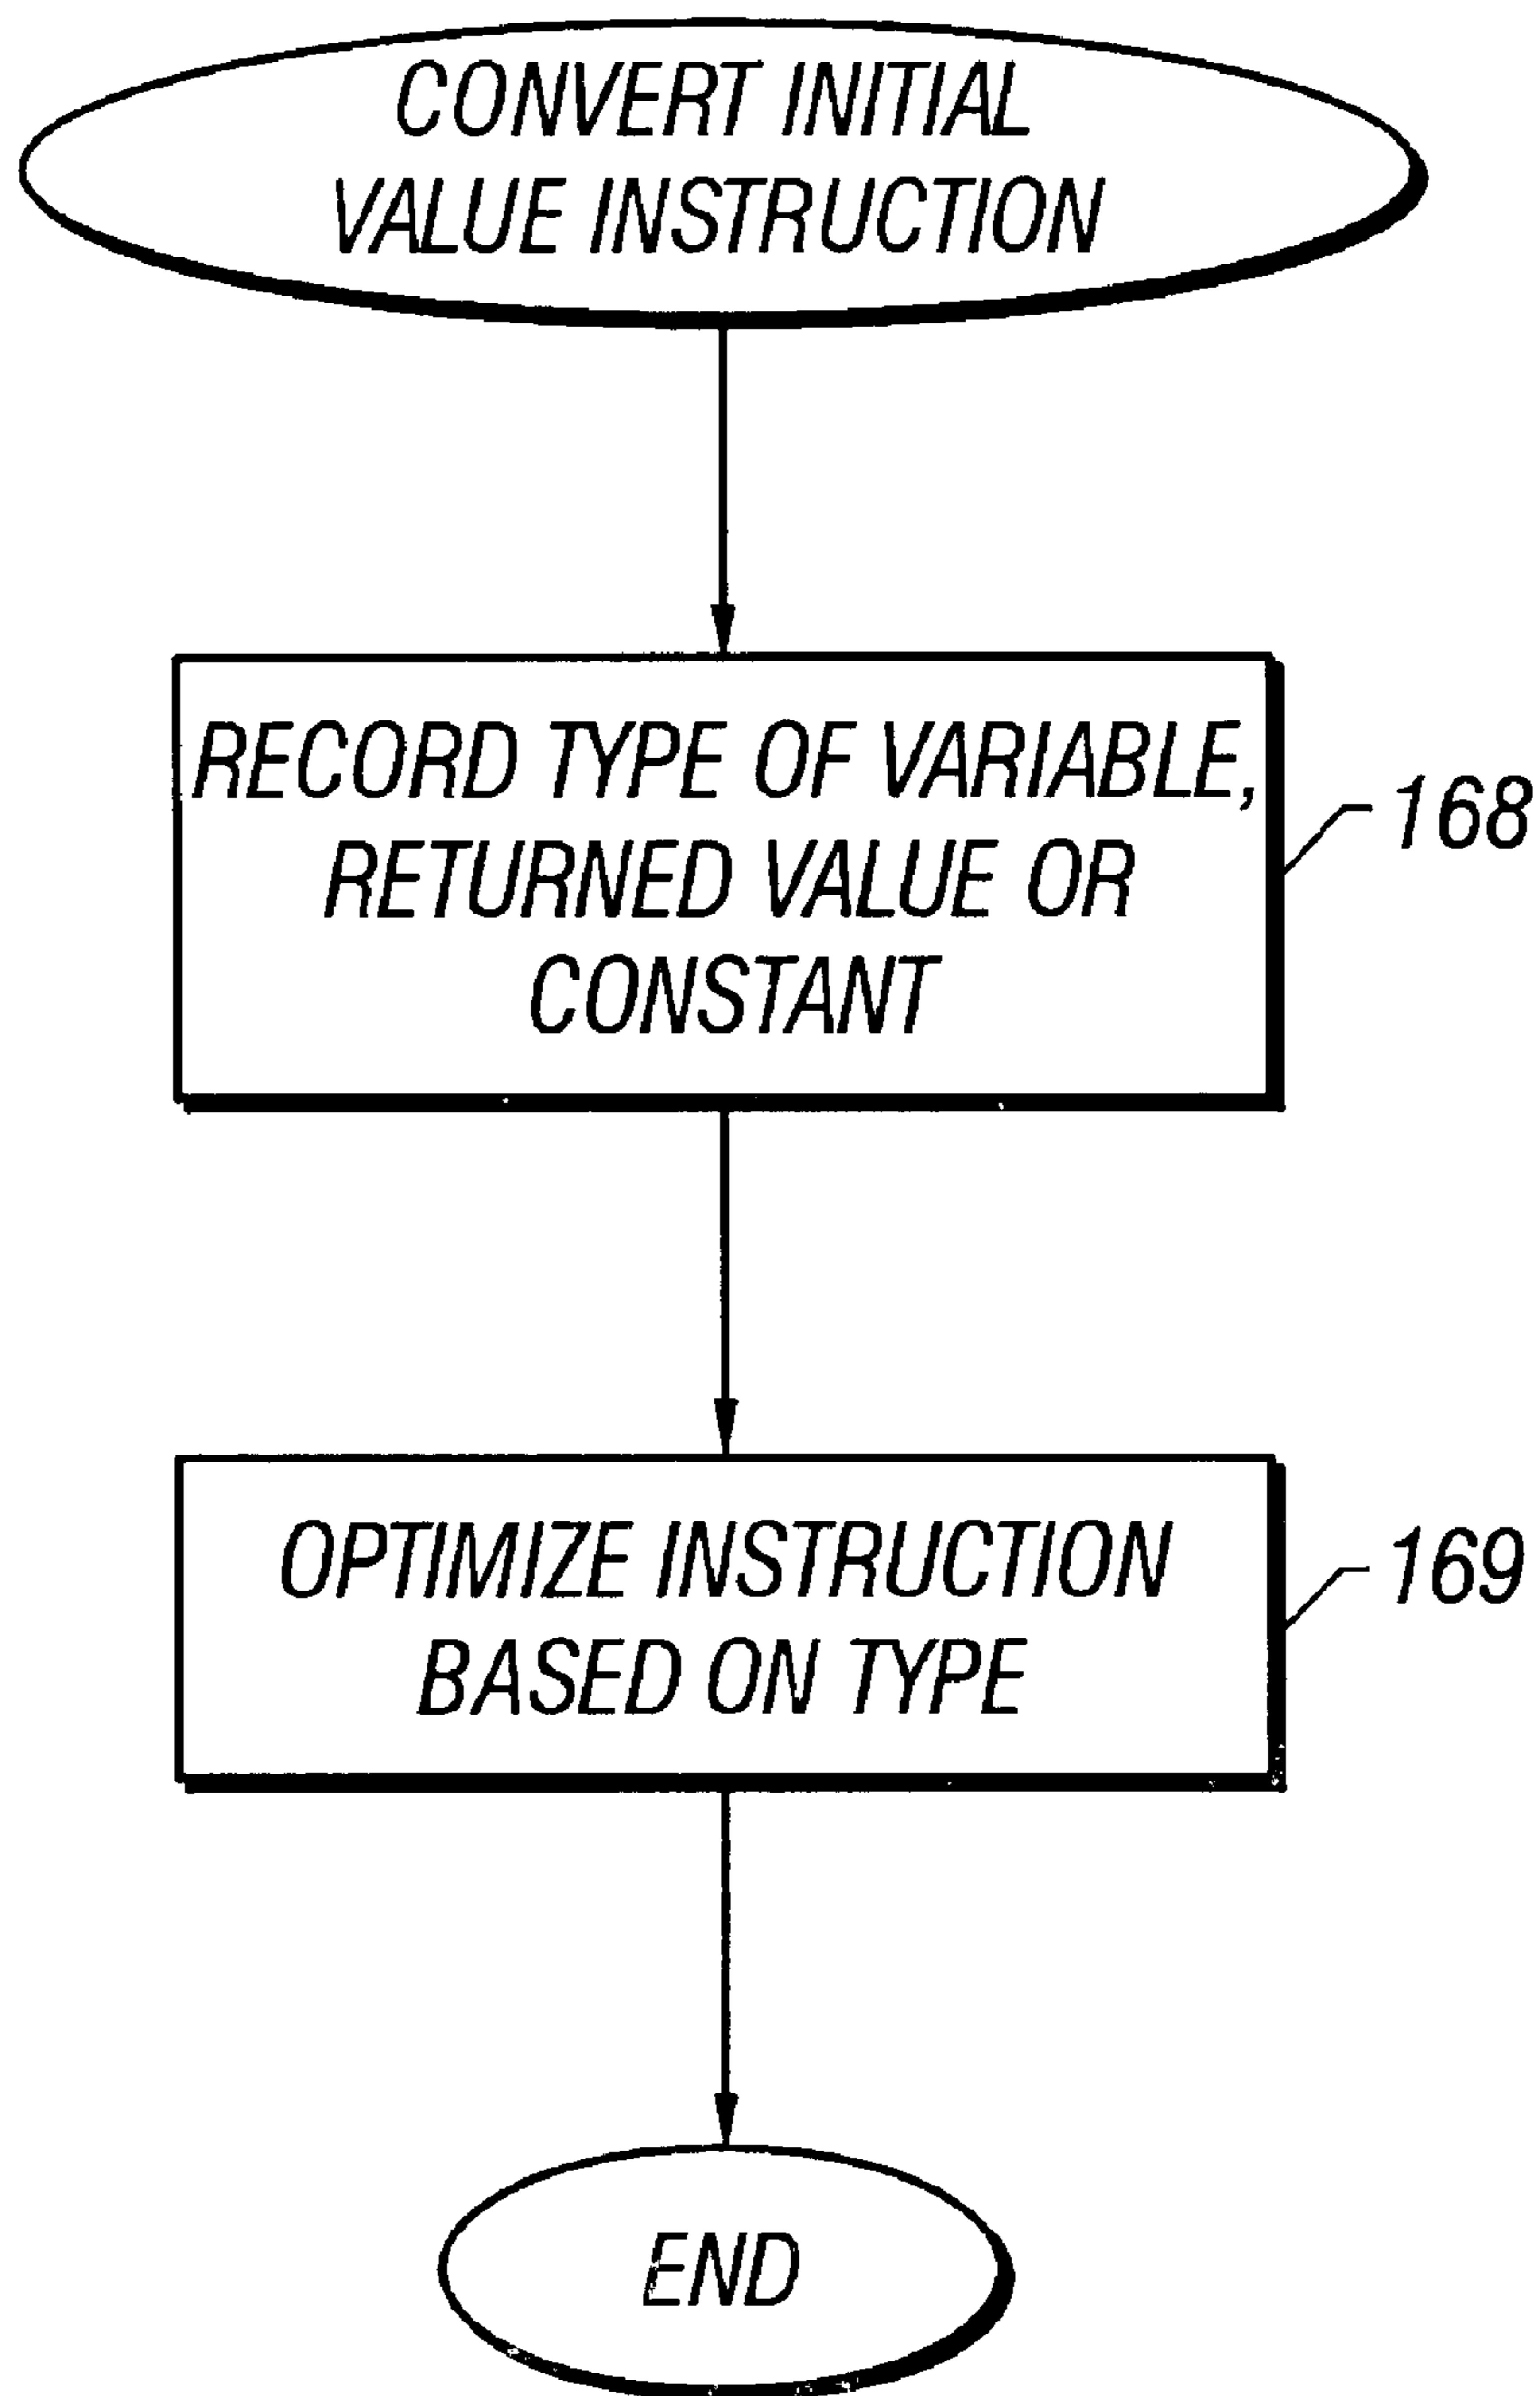 CONVERT INITIAL
VALUE INSTRUCTION
RECORD TYPE OF VARIABLE,
RETURNED VALUE OR
CONSTANT
168
OPTIMIZE INSTRUCTION
BASED ON TYPE
169
END